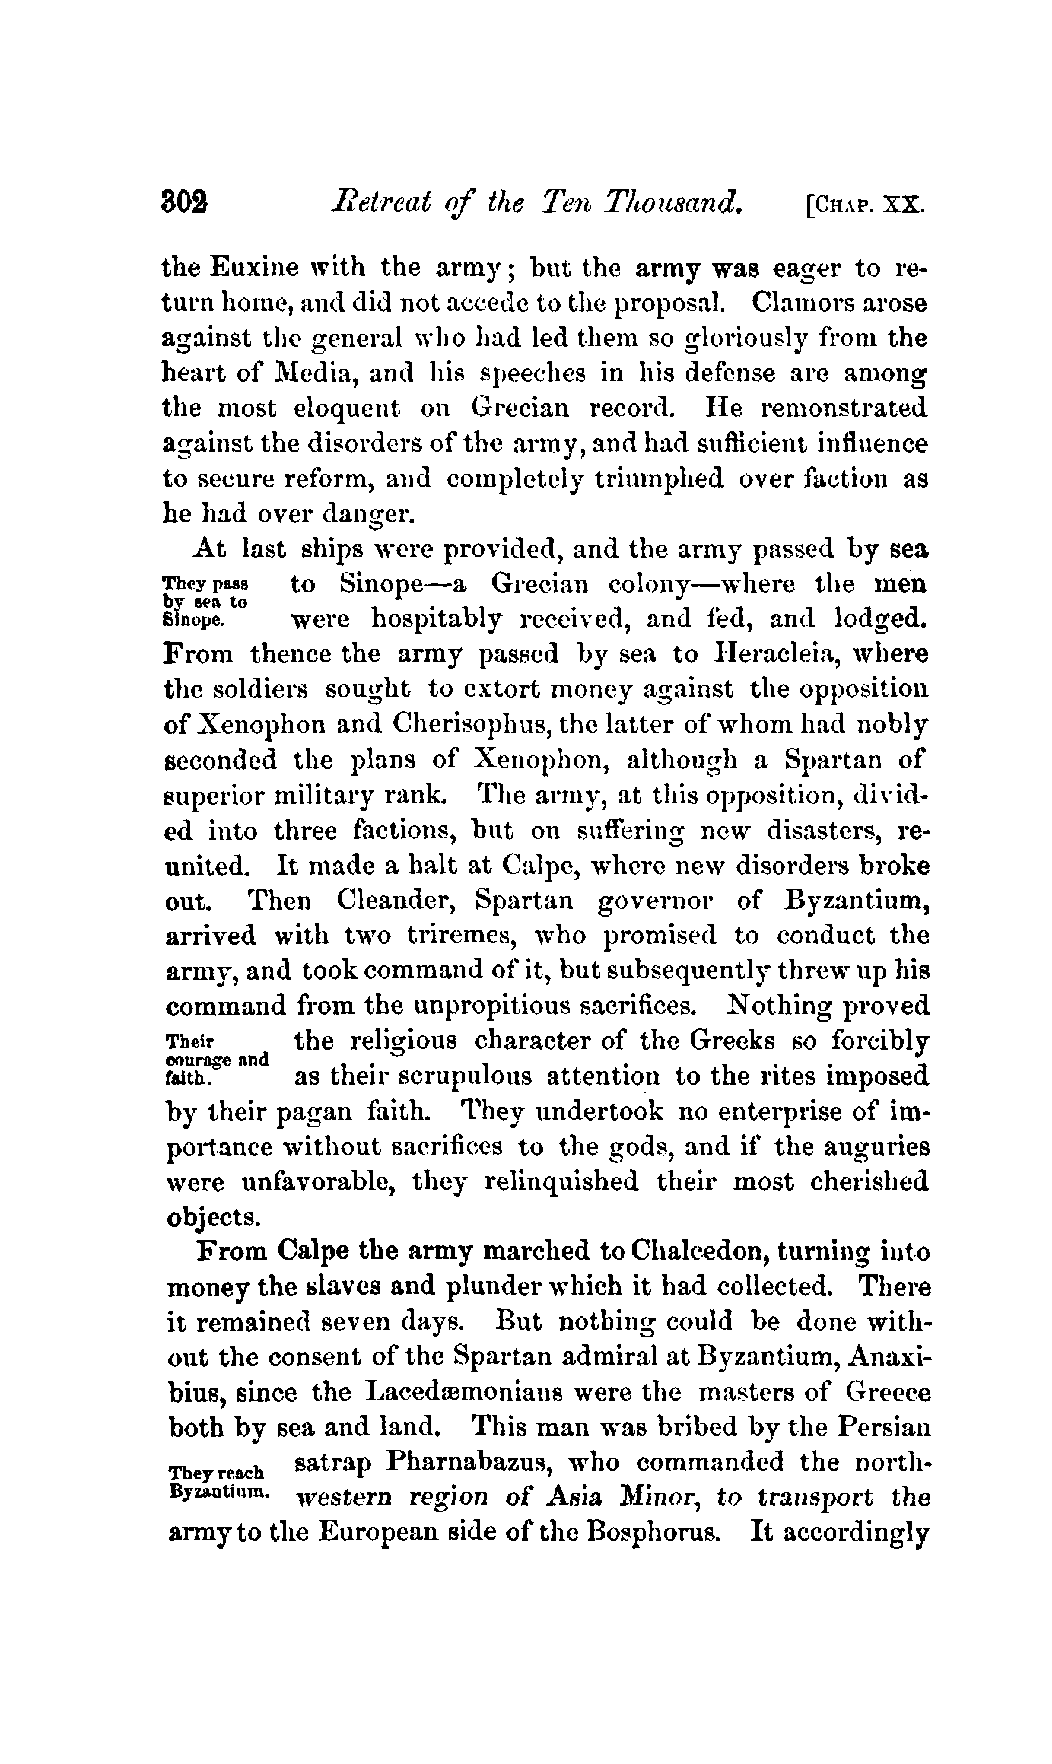 302 Retreat of the Ten Thousand. [CHAP. XX.
the Euxine with the army; but the army was eager to re-
turn home, and did not accede to the proposal. Clamors arose
against the general who had led them so gloriously from the
heart of Media, and his speeches in his defense are among
the most eloquent on Grecian record. He remonstrated
against the disorders of the army, and had sufficient influence
to secure reform, and completely triumphed over faction as
he had over danger.
At last ships were provided, and the army passed by sea
They pass
by sea to
Sinope.
to Sinope—a Grecian colony—where the men
were hospitably received, and fed, and lodged.
From thence the army passed by sea to Heracleia, where
the soldiers sought to extort money against the opposition
of Xenophon and Cherisophus, the latter of whom had nobly
seconded the plans of Xenophon, although a Spartan of
superior military rank. The army, at this opposition, divid-
ed into three factions, but on suffering new disasters, re-
united. It made a halt at Calpe, where new disorders broke
out. Then Cleander, Spartan governor of Byzantium,
arrived with two triremes, who promised to conduct the
army, and took command of it, but subsequently threw up his
command from the unpropitious sacrifices. Nothing proved
Their
courage and
faith.
the religious character of the Greeks so forcibly
as their scrupulous attention to the rites imposed
by their pagan faith. They undertook no enterprise of im-
portance without sacrifices to the gods, and if the auguries
were unfavorable, they relinquished their most cherished
objects.
From Calpe the army marched to Chalcedon, turning into
money the slaves and plunder which it had collected. There
it remained seven days. But nothing could be done with-
out the consent of the Spartan admiral at Byzantium, Anaxi-
bius, since the Lacedæmonians were the masters of Greece
both by sea and land. This man was bribed by the Persian
They reach
Byzantium.
satrap Pharnabazus, who commanded the north-
western region of Asia Minor, to transport the
army to the European side of the Bosphorus. It accordingly